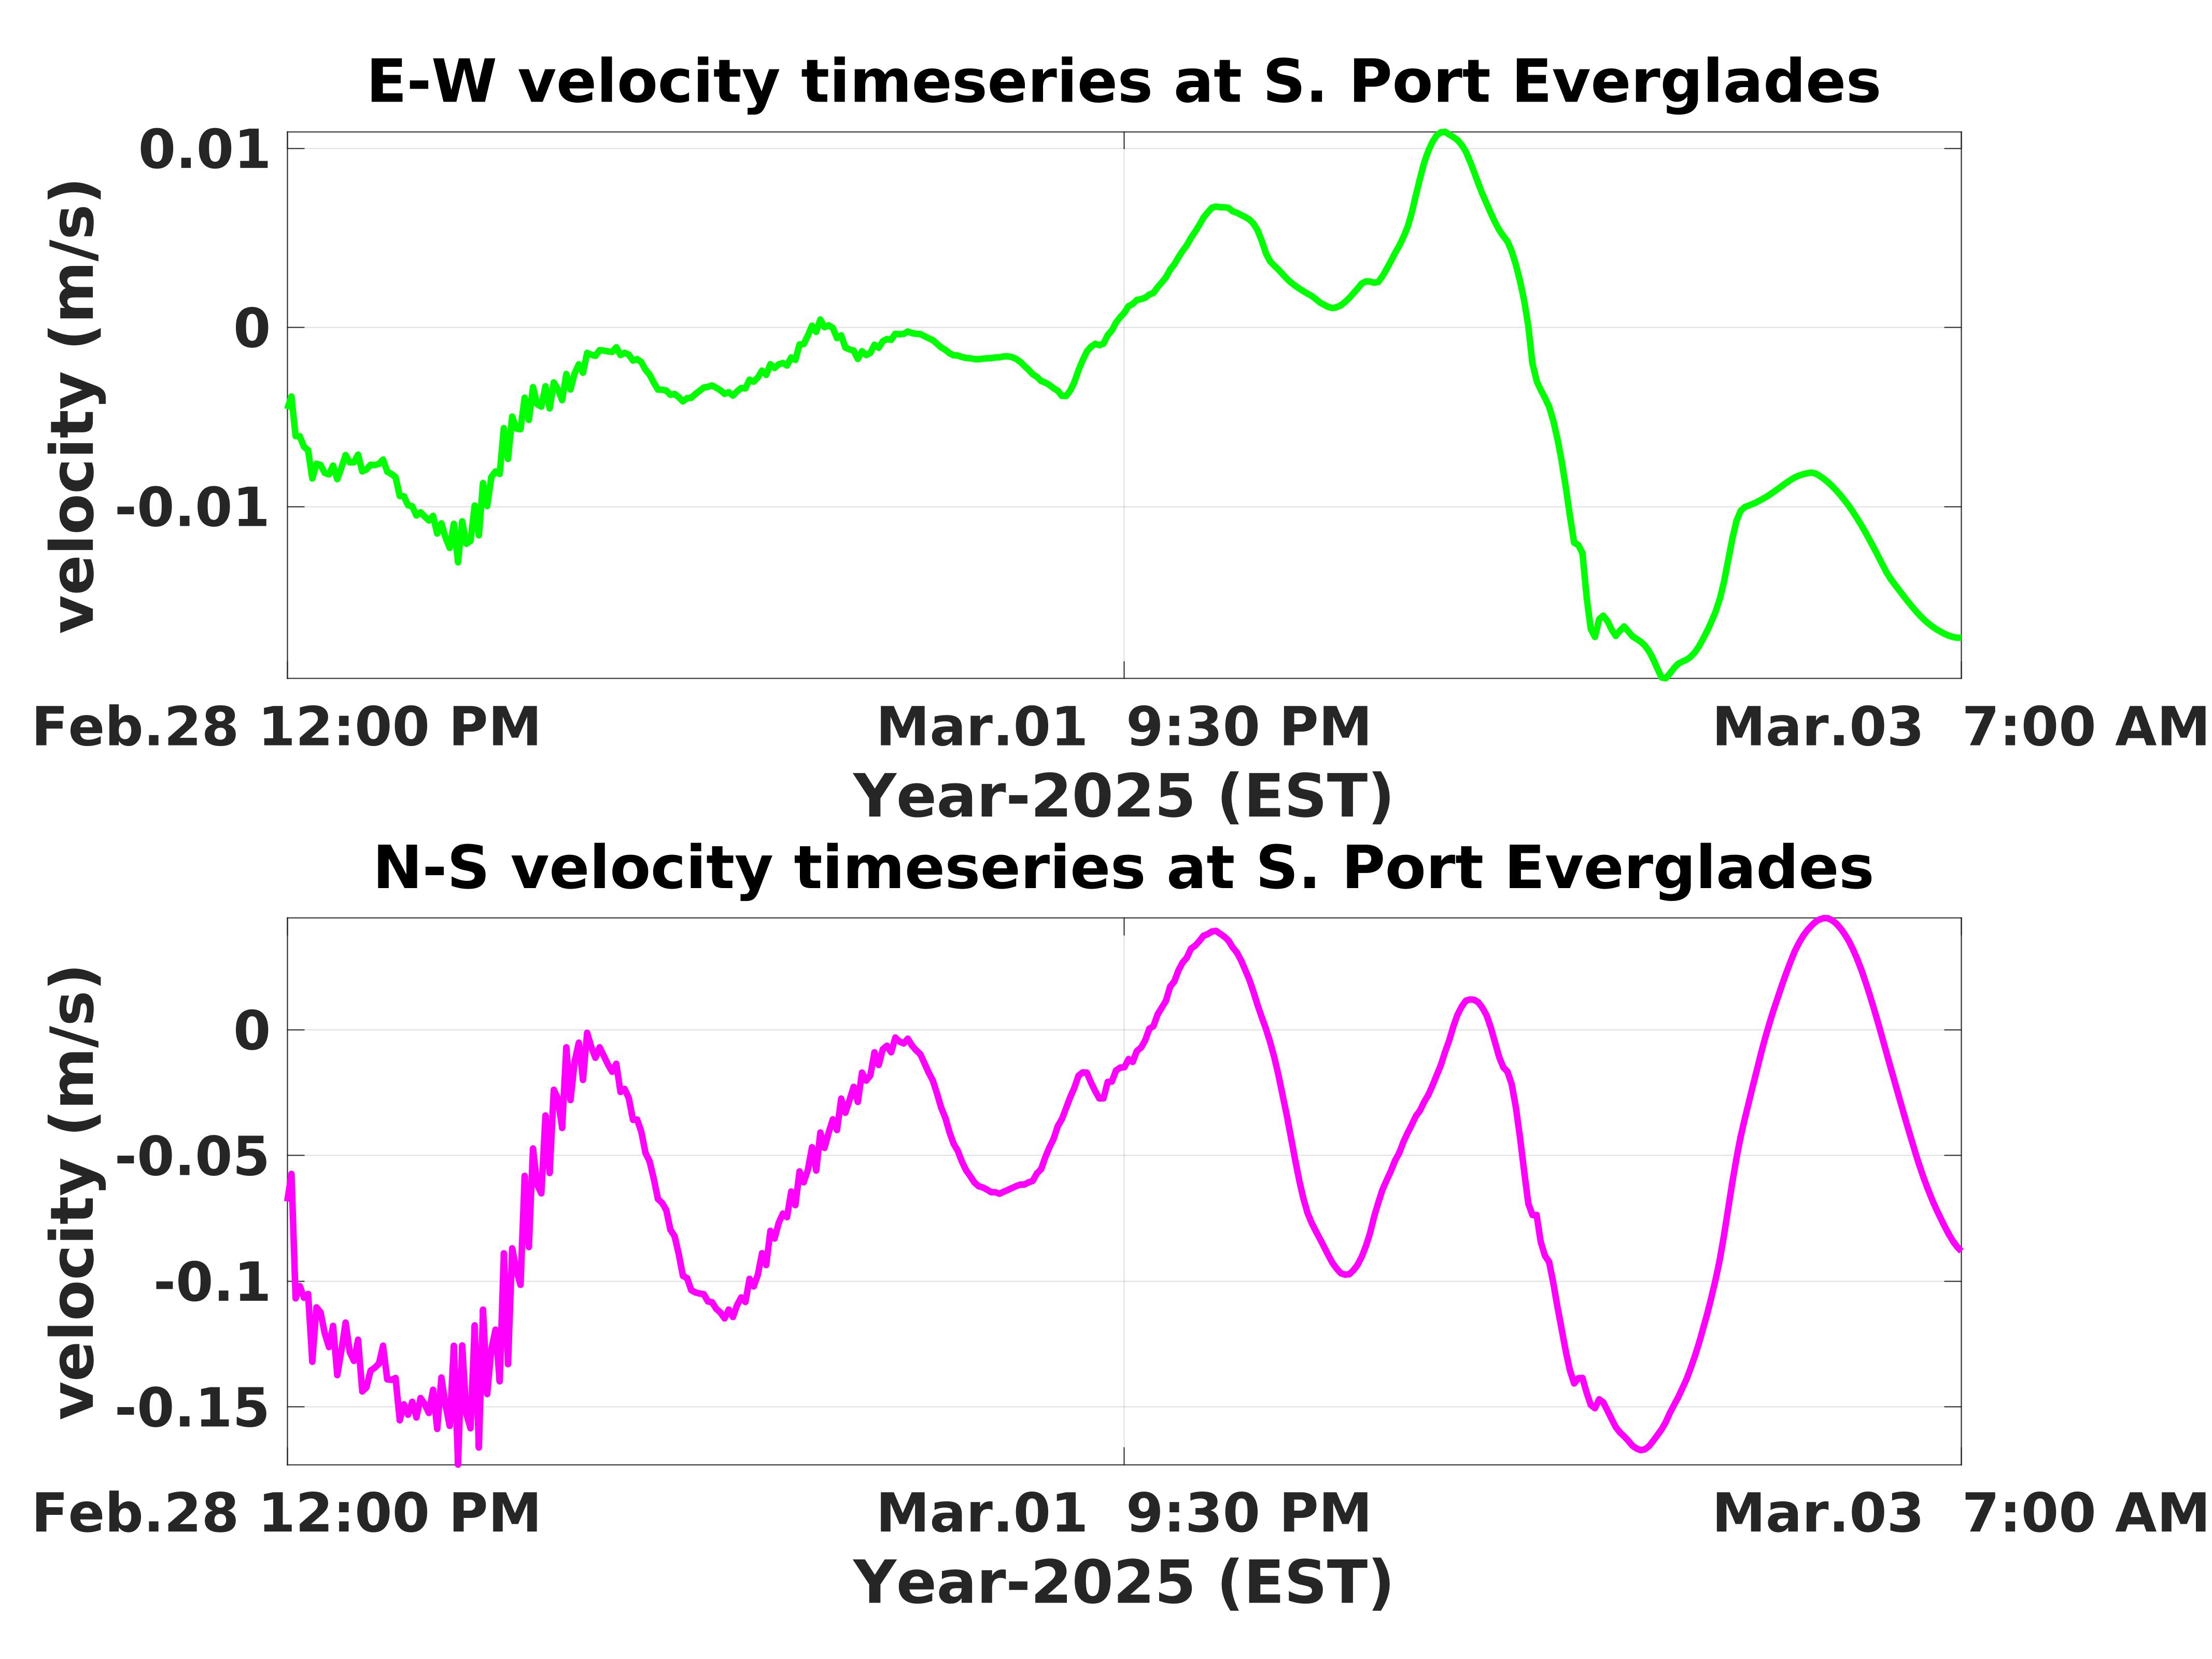 E-W velocity timeseries at S. Port Everglades
velocity (m/s)
0.01
0
-0.01
Feb.28 12:00 PM Mar.01 9:30 PM Mar.03 7:00 AM
Year-2025 (EST)
N-S velocity timeseries at S. Port Everglades
velocity (m/s)
0
-0.05
-0.1
-0.15
Feb.28 12:00 PM Mar.01 9:30 PM Mar.03 7:00 AM
Year-2025 (EST)